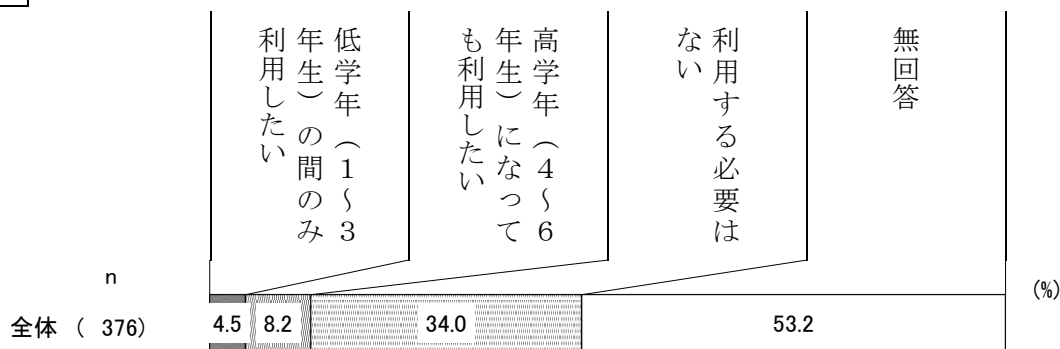 低学年（１～３
年生）の間のみ
利用したい
高学年（４～６
年生）になって
も利用したい
利用する必要は
ない
無回答
n
(%)
全体 （ 376)
4.5
8.2
34.0
53.2